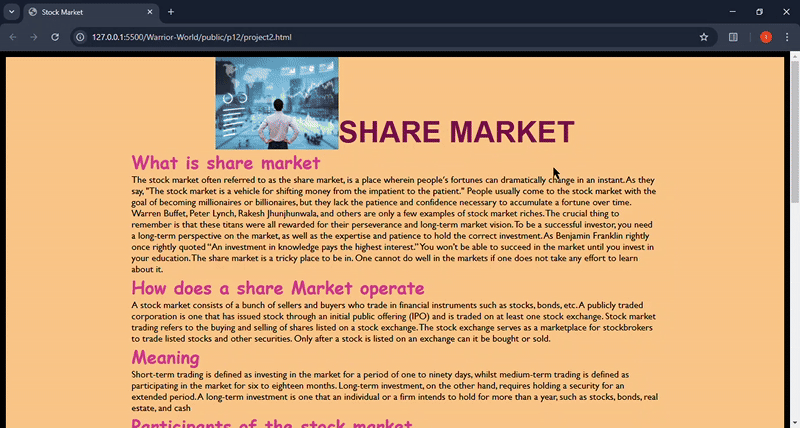 Stock Market
127.0.0.1:5500/Warrior-World/public/p12/project2.html
SHARE MARKET
What is share market
The stock market often referred to as the share market, is a place wherein people's fortunes can dramatically change in an instant. As they
say, "The stock market is a vehicle for shifting money from the impatient to the patient." People usually come to the stock market with the
goal of becoming millionaires or billionaires, but they lack the patience and confidence necessary to accumulate a fortune over time.
Warren Buffet, Peter Lynch, Rakesh Jhunjhunwala, and others are only a few examples of stock market riches. The crucial thing to
remember is that these titans were all rewarded for their perseverance and long-term market vision. To be a successful investor, you need
a long-term perspective on the market, as well as the expertise and patience to hold the correct investment. As Benjamin Franklin rightly
once rightly quoted “An investment in knowledge pays the highest interest.” You won't be able to succeed in the market until you invest in
your education. The share market is a tricky place to be in. One cannot do well in the markets if one does not take any effort to learn
about it.
How does a share Market operate
A stock market consists of a bunch of sellers and buyers who trade in financial instruments such as stocks, bonds, etc. A publicly traded
corporation is one that has issued stock through an initial public offering (IPO) and is traded on at least one stock exchange. Stock market
trading refers to the buying and selling of shares listed on a stock exchange. The stock exchange serves as a marketplace for stockbrokers
to trade listed stocks and other securities. Only after a stock is listed on an exchange can it be bought or sold.
Meaning
Short-term trading is defined as investing in the market for a period of one to ninety days, whilst medium-term trading is defined as
participating in the market for six to eighteen months. Long-term investment, on the other hand, requires holding a security for an
extended period. A long-term investment is one that an individual or a firm intends to hold for more than a year, such as stocks, bonds, real
estate, and cash
Participants of the stock market